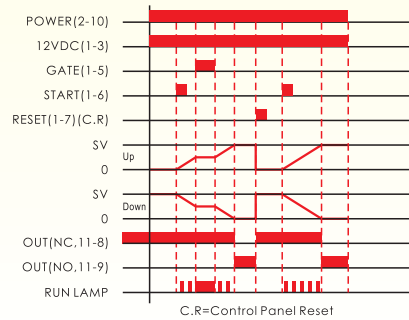 POWER(2-10)
12VDC(1-3)
GATE(1-5)
START(1-6)
RESET(1-7)(C.R)
SV
Up
0
SV
Down
0
OUT(NC,11-8)
OUT(NO,11-9)
RUN LAMP
C.R=Control Panel Reset